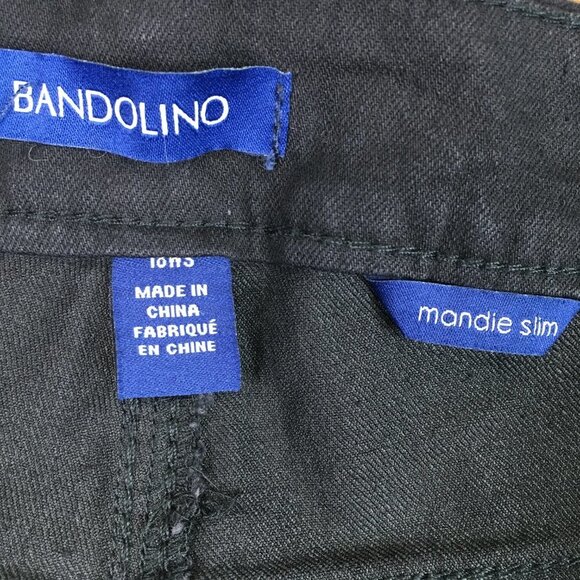 BANDOLINO
MADE IN
CHINA
FABRIQUÉ
EN CHINE
mandie slim